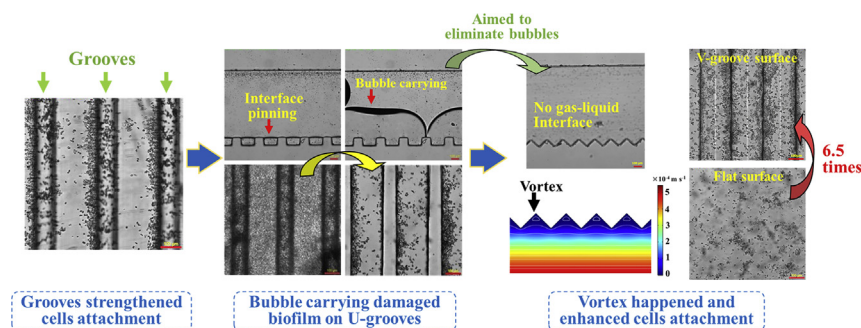 Aimed to
eliminate bubbles
Grooves
Bubble carrying
Interface
pinning
No gas-liquid
Interface
V-groove surface
6.5
times
Flat surface
Vortex
×10⁻⁴ m s⁻¹
5
4
3
2
1
0
Grooves strengthened
cells attachment
Bubble carrying damaged
biofilm on U-grooves
Vortex happened and
enhanced cells attachment